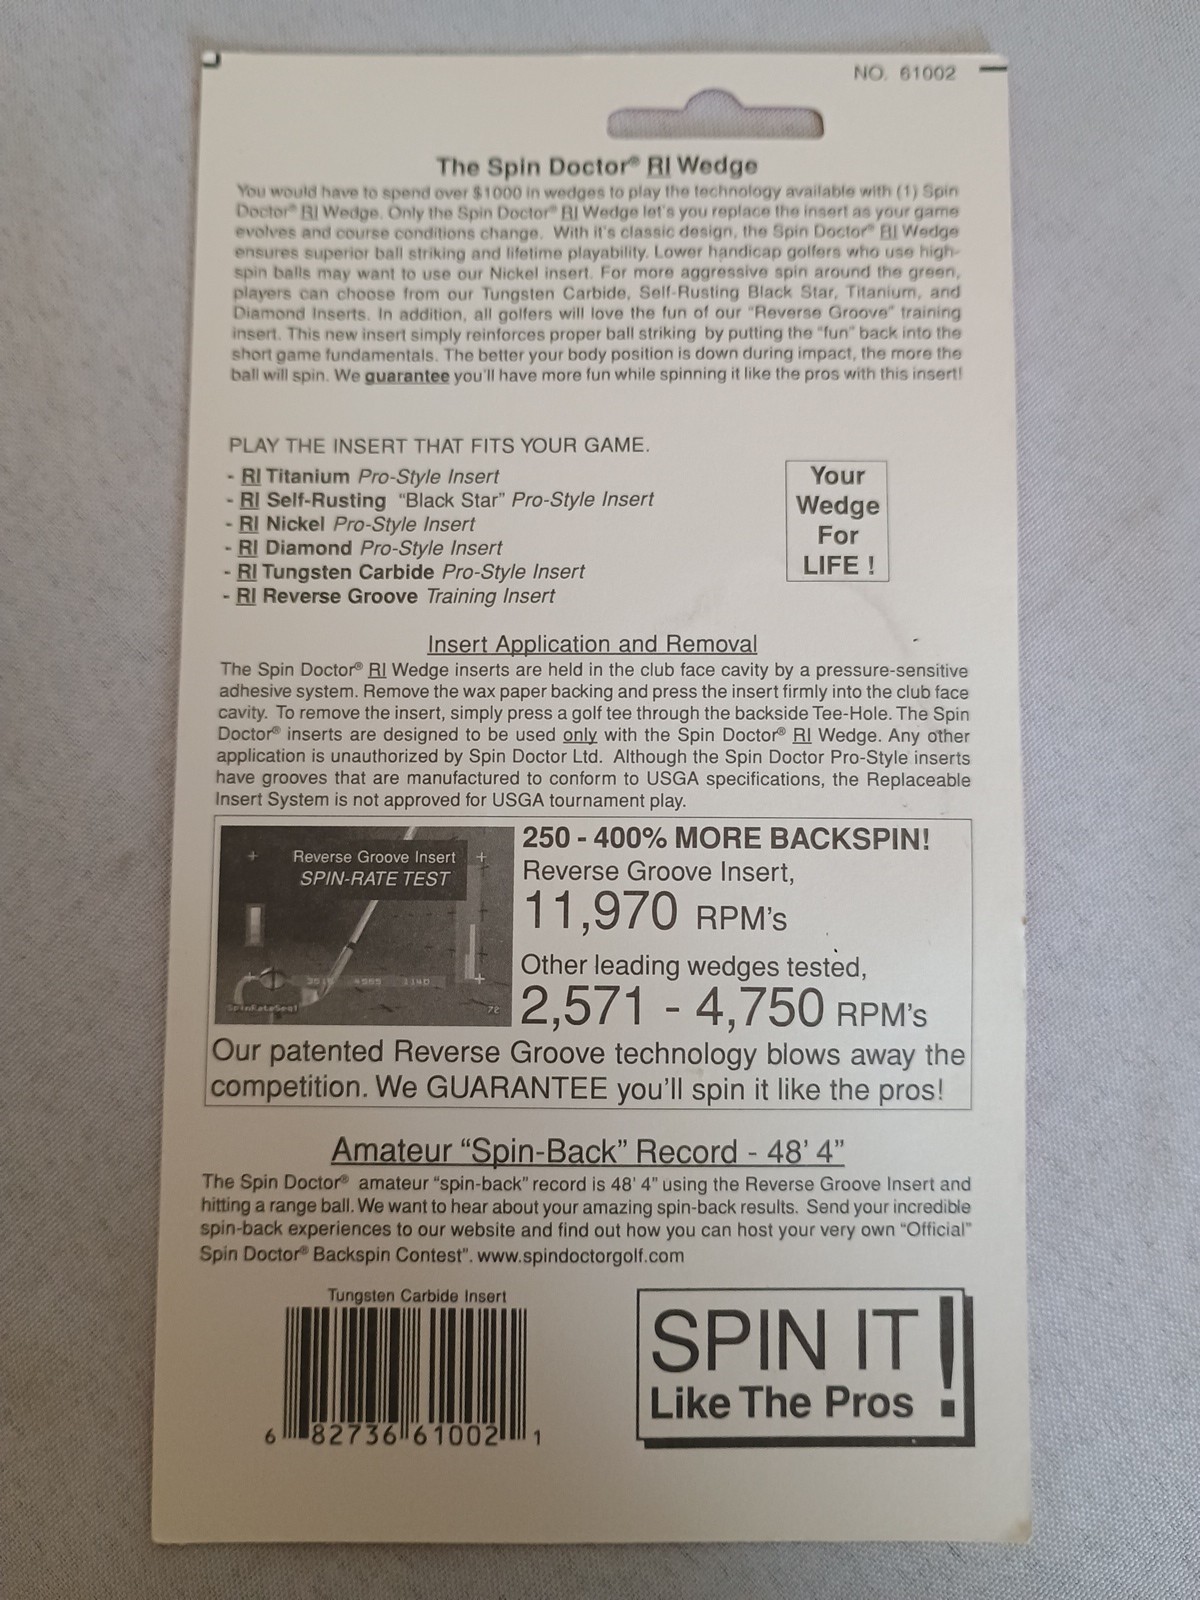 NO. 61002
The Spin Doctor® RI Wedge
You would have to spend over $1000 in wedges to play the technology available with (1) Spin
Doctor® RI Wedge. Only the Spin Doctor® RI Wedge let's you replace the insert as your game
evolves and course conditions change. With it's classic design, the Spin Doctor® RI Wedge
ensures superior ball striking and lifetime playability. Lower handicap golfers who use high-
spin balls may want to use our Nickel insert. For more aggressive spin around the green,
players can choose from our Tungsten Carbide, Self-Rusting Black Star, Titanium, and
Diamond Inserts. In addition, all golfers will love the fun of our "Reverse Groove" training
insert. This new insert simply reinforces proper ball striking by putting the "fun" back into the
short game fundamentals. The better your body position is down during impact, the more the
ball will spin. We guarantee you'll have more fun while spinning it like the pros with this insert!
PLAY THE INSERT THAT FITS YOUR GAME.
- RI Titanium Pro-Style Insert
- RI Self-Rusting "Black Star" Pro-Style Insert
- RI Nickel Pro-Style Insert
- RI Diamond Pro-Style Insert
- RI Tungsten Carbide Pro-Style Insert
- RI Reverse Groove Training Insert
Your
Wedge
For
LIFE !
Insert Application and Removal
The Spin Doctor® RI Wedge inserts are held in the club face cavity by a pressure-sensitive
adhesive system. Remove the wax paper backing and press the insert firmly into the club face
cavity. To remove the insert, simply press a golf tee through the backside Tee-Hole. The Spin
Doctor® inserts are designed to be used only with the Spin Doctor® RI Wedge. Any other
application is unauthorized by Spin Doctor Ltd. Although the Spin Doctor Pro-Style inserts
have grooves that are manufactured to conform to USGA specifications, the Replaceable
Insert System is not approved for USGA tournament play.
Reverse Groove Insert
SPIN-RATE TEST
250 - 400% MORE BACKSPIN!
Reverse Groove Insert,
11,970 RPM's
Other leading wedges tested,
2,571 - 4,750 RPM's
Our patented Reverse Groove technology blows away the
competition. We GUARANTEE you'll spin it like the pros!
Amateur "Spin-Back" Record - 48' 4"
The Spin Doctor® amateur "spin-back" record is 48' 4" using the Reverse Groove Insert and
hitting a range ball. We want to hear about your amazing spin-back results. Send your incredible
spin-back experiences to our website and find out how you can host your very own "Official"
Spin Doctor® Backspin Contest". www.spindoctorgolf.com
Tungsten Carbide Insert
6 82736 61002 1
SPIN IT !
Like The Pros